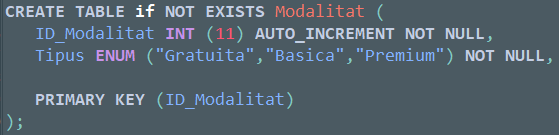 CREATE TABLE if NOT EXISTS Modalitat (
ID_Modalitat INT (11) AUTO_INCREMENT NOT NULL,
Tipus ENUM ("Gratuita","Basica","Premium") NOT NULL,
PRIMARY KEY (ID_Modalitat)
);